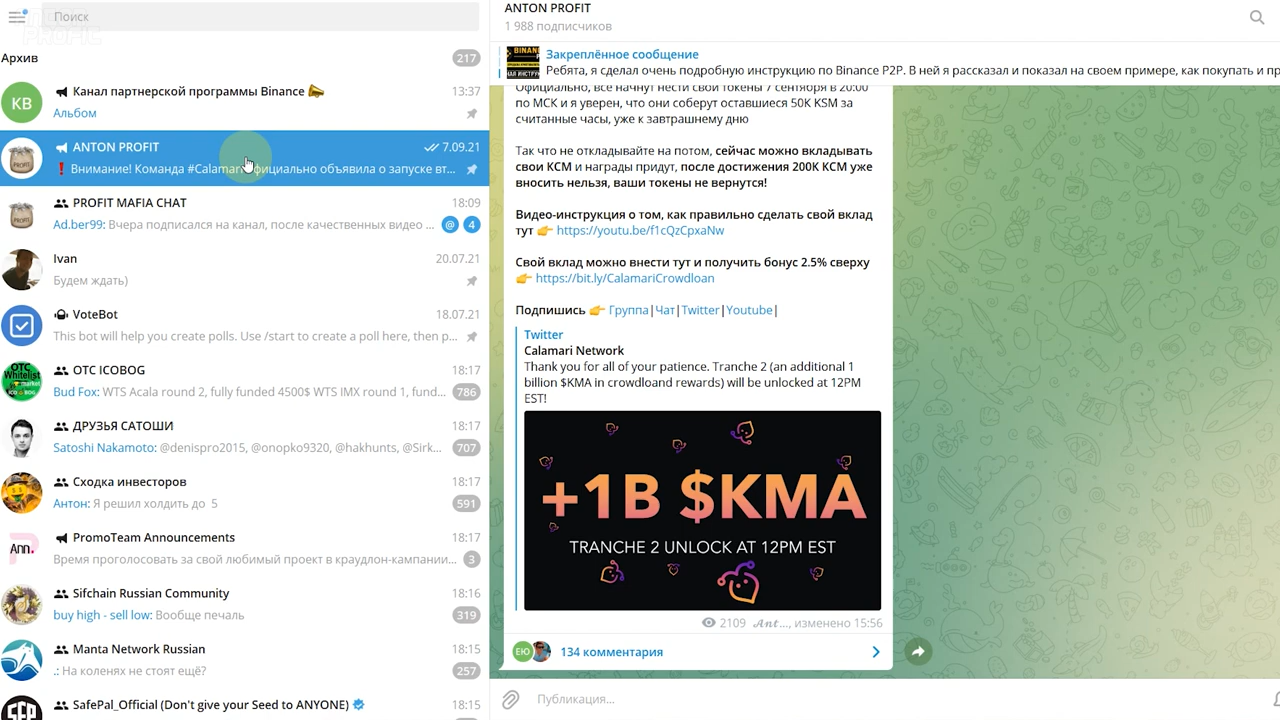 Поиск
Архив
217
КВ
Канал партнерской программы Binance
13:37
Альбом
ANTON PROFIT
7.09.21
Внимание! Команда #Calamari официально объявила о запуске вт...
PROFIT MAFIA CHAT
18:09
Ad.ber99: Вчера подписался на канал, после качественных видео ...
@
4
Ivan
20.07.21
Будем ждать)
VoteBot
18.07.21
This bot will help you create polls. Use /start to create a poll here, then p...
OTC ICOBOG
18:17
Bud Fox: WTS Acala round 2, fully funded 4500$ WTS IMX round 1, fund...
786
ДРУЗЬЯ САТОШИ
18:17
Satoshi Nakamoto: @denispro2015, @onopko9320, @hakhunts, @Sirk...
707
Сходка инвесторов
18:17
Антон: Я решил холдить до 5
591
Ann.
PromoTeam Announcements
18:17
Время проголосовать за свой любимый проект в краудлон-кампании...
3
Sifchain Russian Community
18:16
buy high - sell low: Вообще печаль
319
Manta Network Russian
18:15
.: На коленях не стоят ещё?
257
SafePal_Official (Don't give your Seed to ANYONE)
18:15
ANTON PROFIT
1 988 подписчиков
Закреплённое сообщение
Ребята, я сделал очень подробную инструкцию по Binance P2P. В ней я рассказал и показал на своем примере, как покупать и пр
Официально, все начнут нести свои токены 7 сентября в 20:00
по МСК и я уверен, что они соберут оставшиеся 50К KSM за
считанные часы, уже к завтрашнему дню
Так что не откладывайте на потом, сейчас можно вкладывать
свои КСМ и награды придут, после достижения 200К КСМ уже
вносить нельзя, ваши токены не вернутся!
Видео-инструкция о том, как правильно сделать свой вклад
тут 👉 https://youtu.be/f1cQzCpxaNw
Свой вклад можно внести тут и получить бонус 2.5% сверху
👉 https://bit.ly/CalamariCrowdloan
Подпишись 👉 Группа|Чат|Twitter|Youtube|
Twitter
Calamari Network
Thank you for all of your patience. Tranche 2 (an additional 1
billion $KMA in crowdloand rewards) will be unlocked at 12PM
EST!
+1B $KMA
TRANCHE 2 UNLOCK AT 12PM EST
2109 Ant..., изменено 15:56
ЕЮ
134 комментария
Публикация...